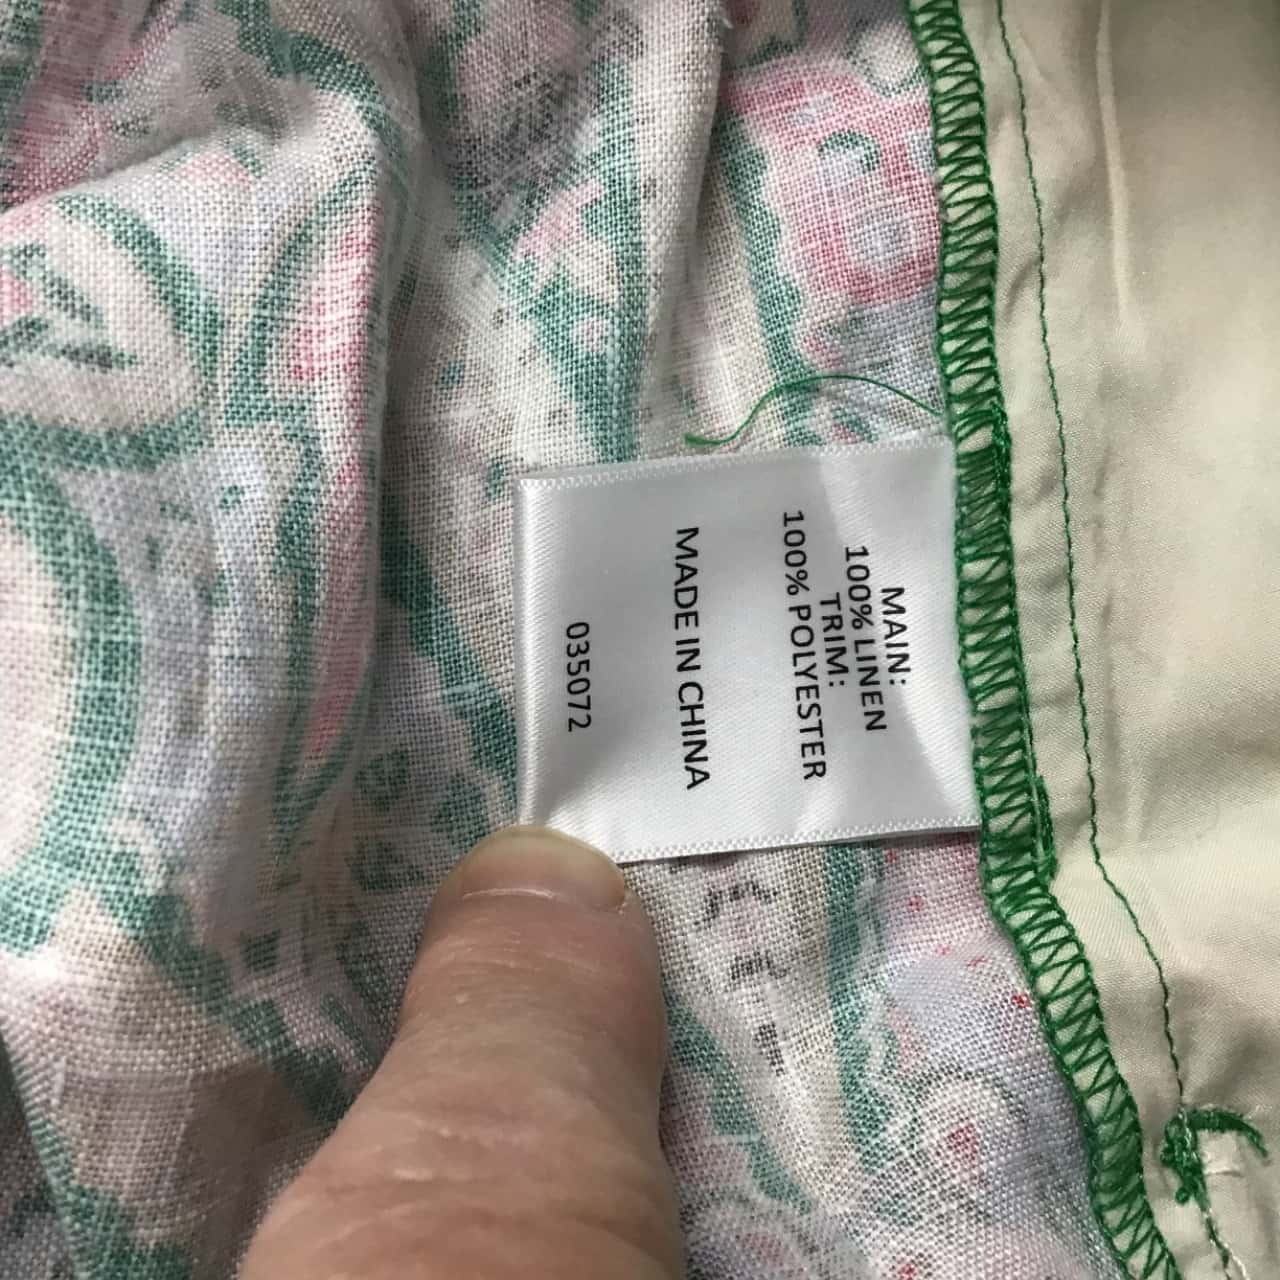 MAIN:
100% LINEN
TRIM:
100% POLYESTER
MADE IN CHINA
035072